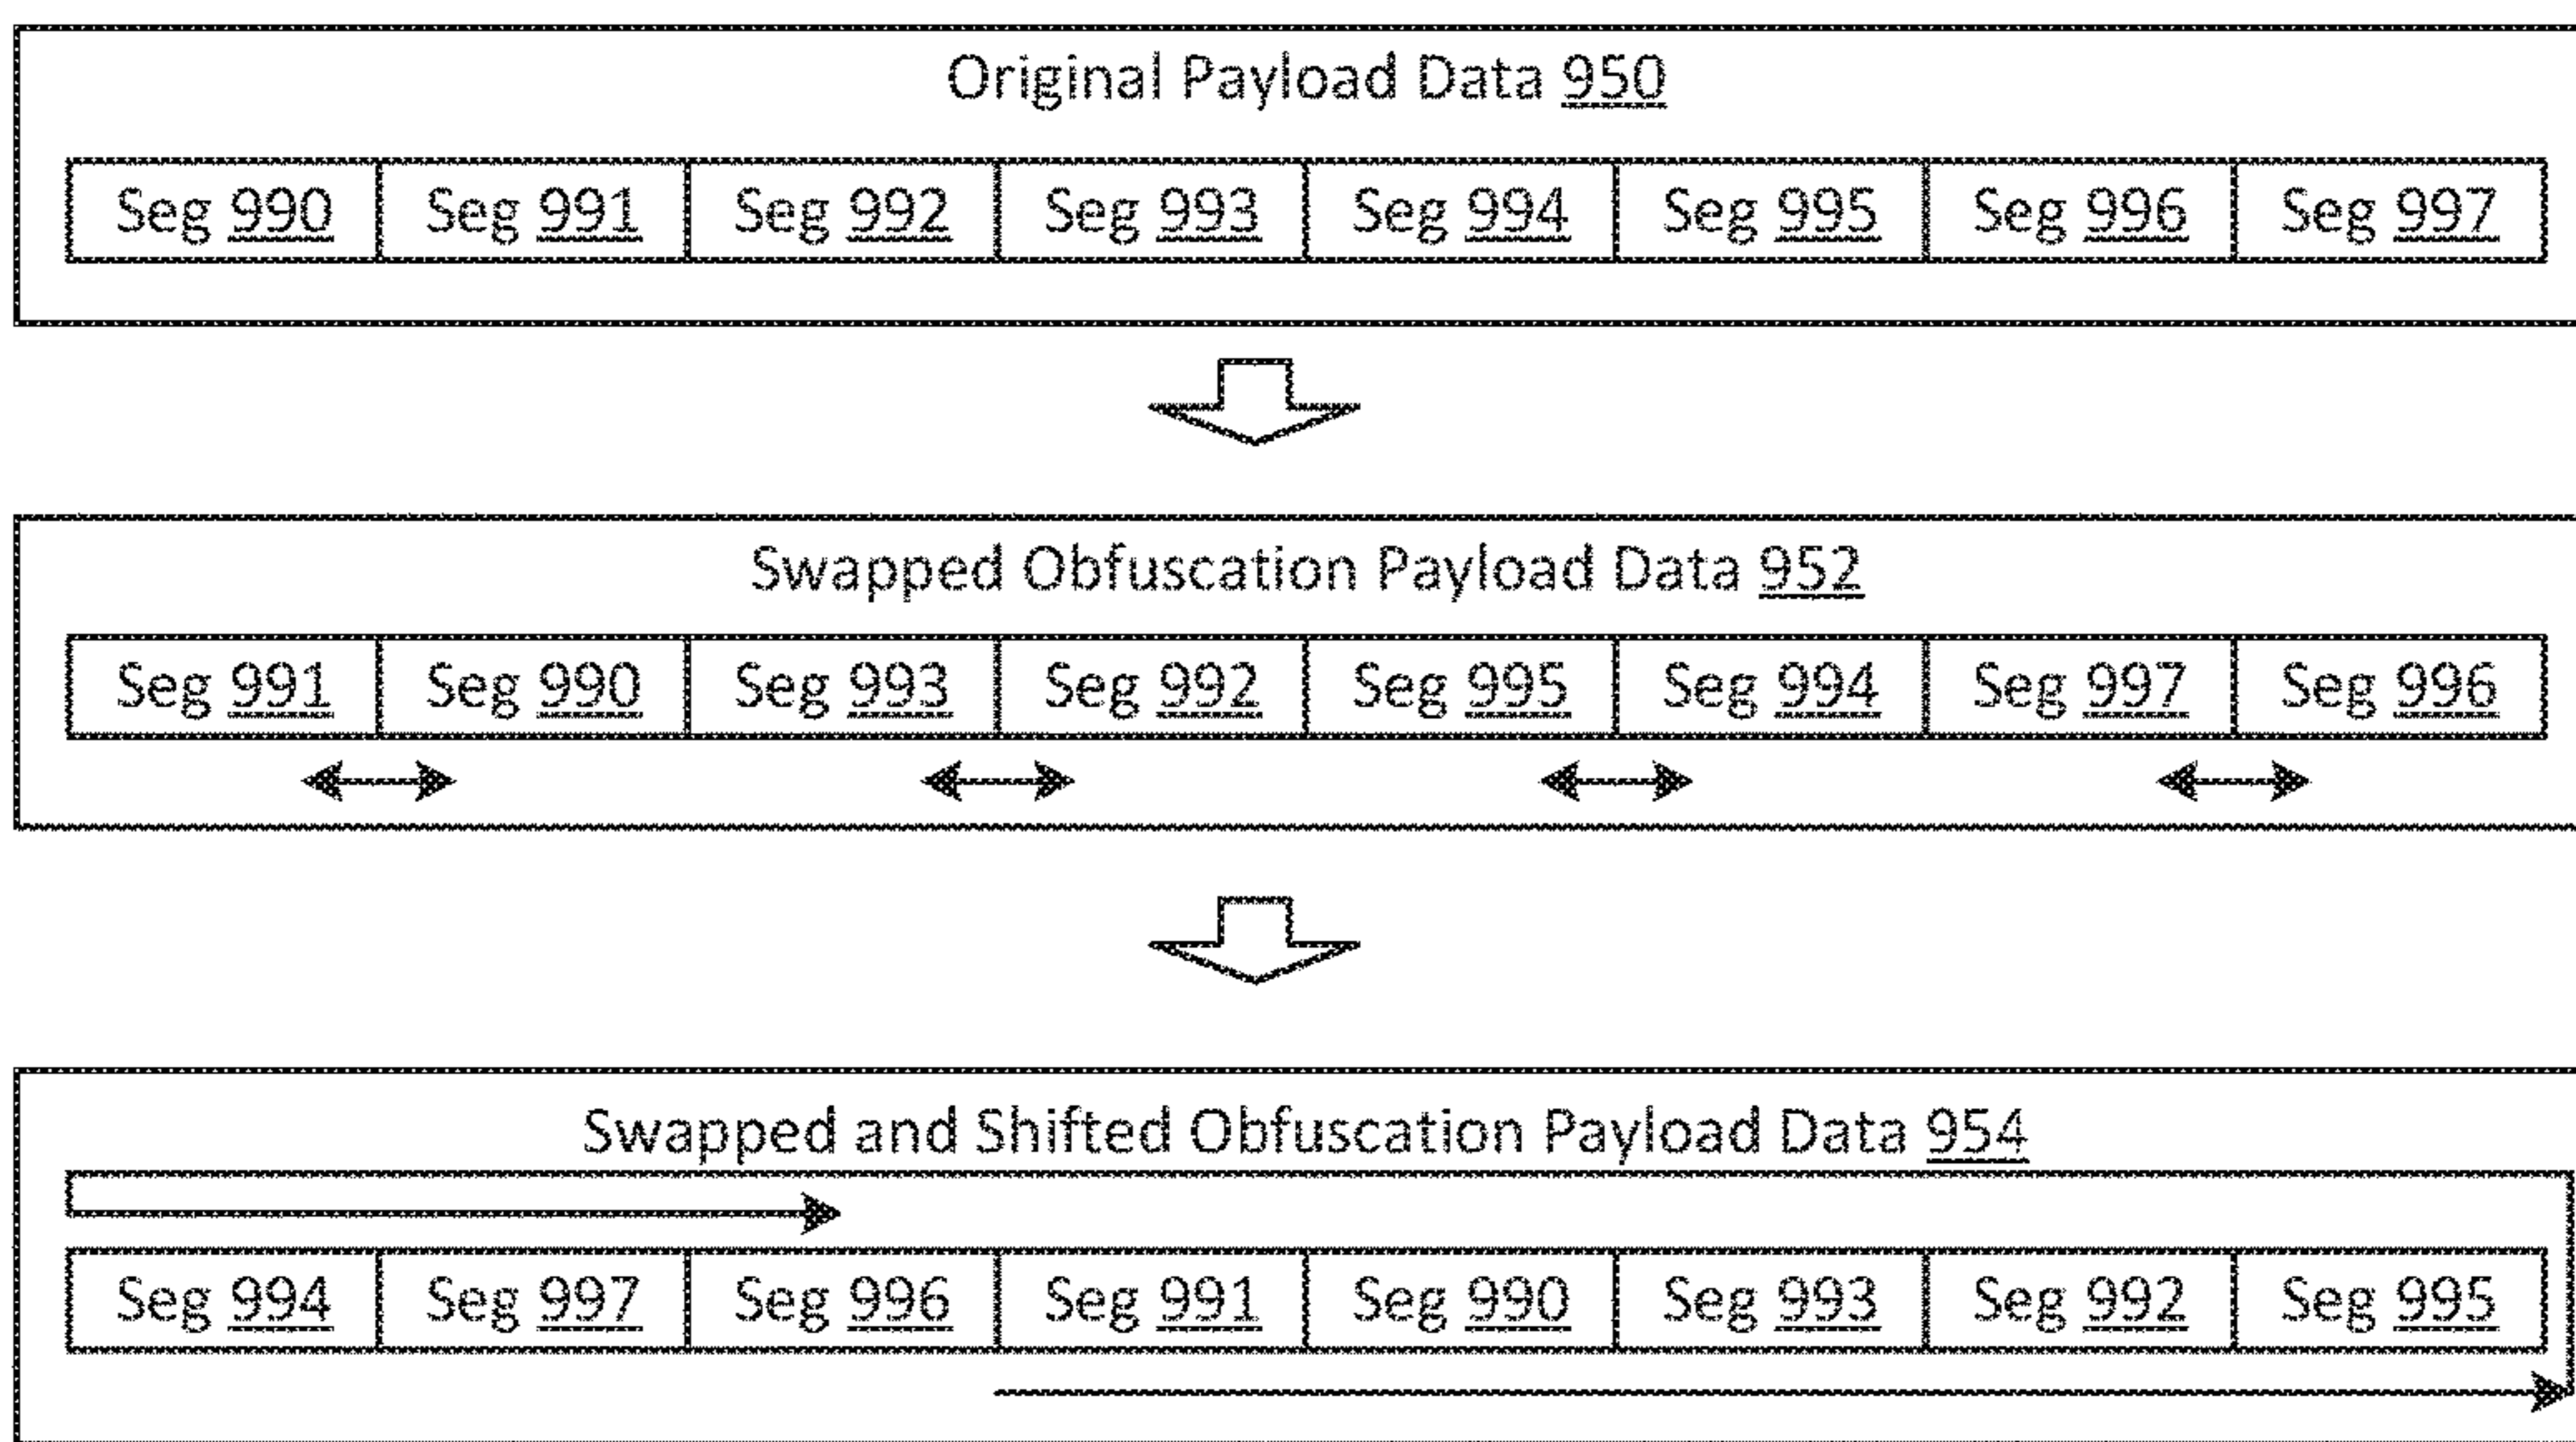 Original Payload Data 950
Seg 990 Seg 991 Seg 992 Seg 993 Seg 994 Seg 995 Seg 996 Seg 997
Swapped Obfuscation Payload Data 952
Seg 991 Seg 990 Seg 993 Seg 992 Seg 995 Seg 994 Seg 997 Seg 996
Swapped and Shifted Obfuscation Payload Data 954
Seg 994 Seg 997 Seg 996 Seg 991 Seg 990 Seg 993 Seg 992 Seg 995